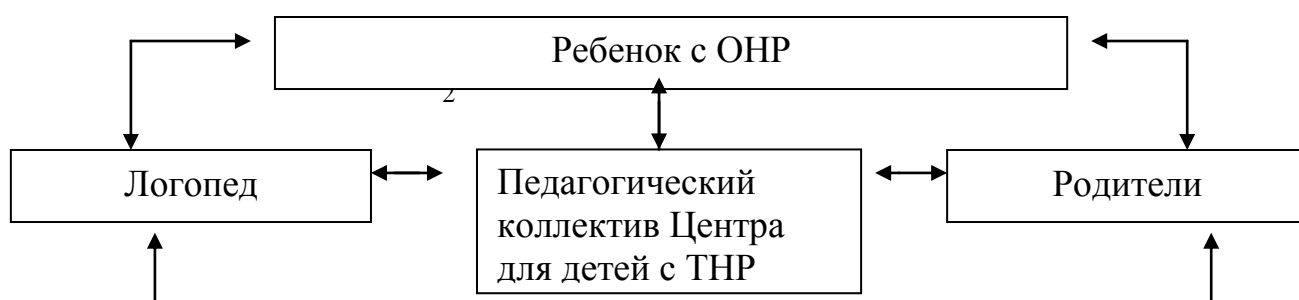 Ребенок с ОНР
2
Логопед
Педагогический
коллектив Центра
для детей с ТНР
Родители